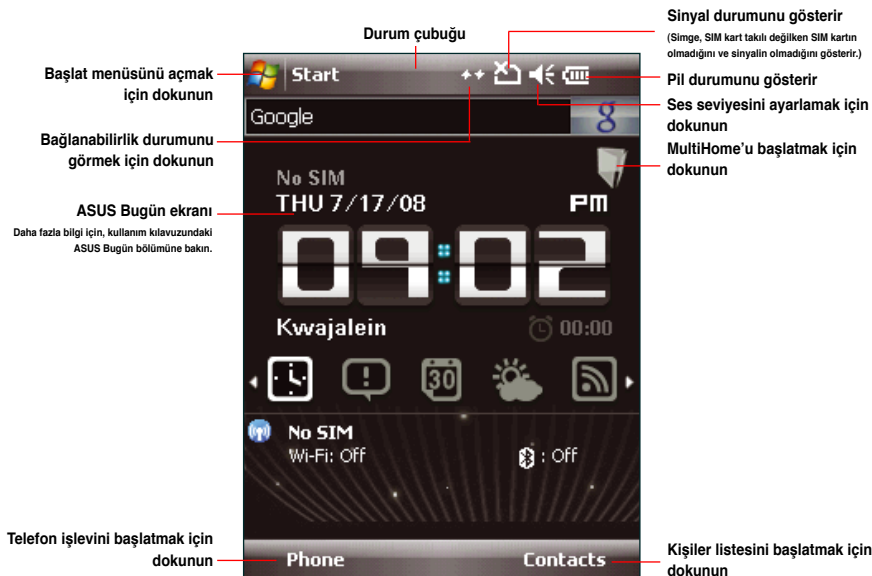 Durum çubuğu
Sinyal durumunu gösterir
(Simge, SIM kart takılı değilken SIM kartın
olmadığını ve sinyalin olmadığını gösterir.)
Başlat menüsünü açmak
için dokunun
Pil durumunu gösterir
Ses seviyesini ayarlamak için
dokunun
Bağlanabilirlik durumunu
görmek için dokunun
MultiHome'u başlatmak için
dokunun
ASUS Bugün ekranı
Daha fazla bilgi için, kullanım kılavuzundaki
ASUS Bugün bölümüne bakın.
Start
Google
g
No SIM
THU 7/17/08 PM
09:02
Kwajalein 00:00
30
No SIM
Wi-Fi: Off : Off
Phone Contacts
Telefon işlevini başlatmak için
dokunun
Kişiler listesini başlatmak için
dokunun